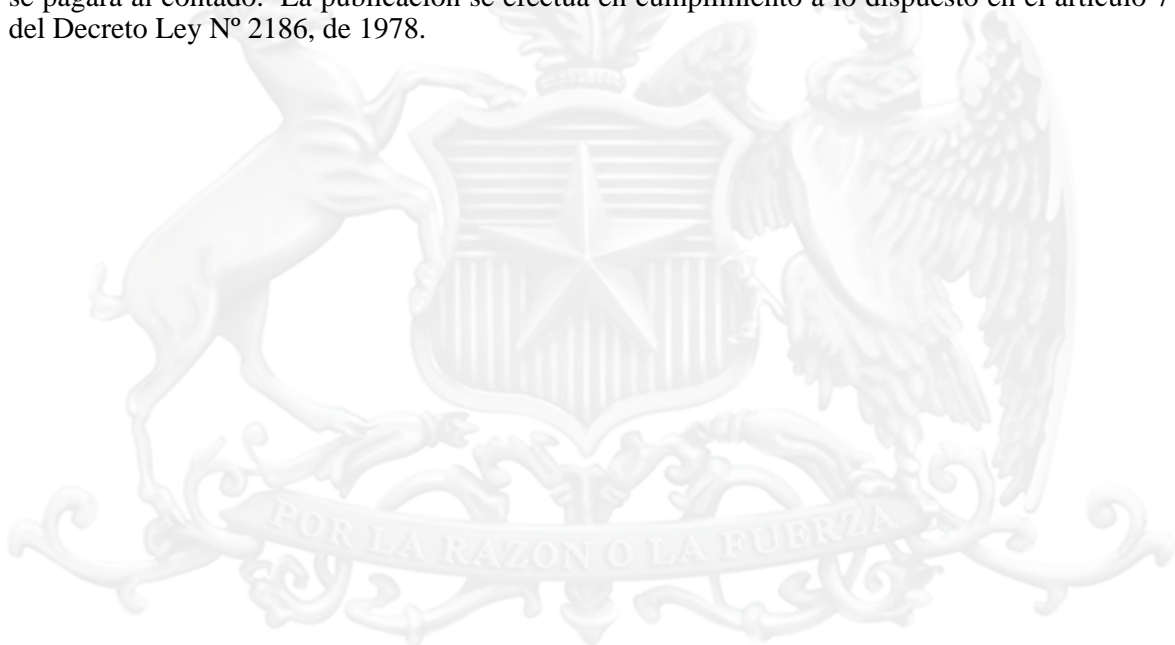 se pagará al contado. La publicación se efectúa en cumplimiento a lo dispuesto en el artículo 7
del Decreto Ley Nº 2186, de 1978.
POR LA RAZON O LA FUERZA